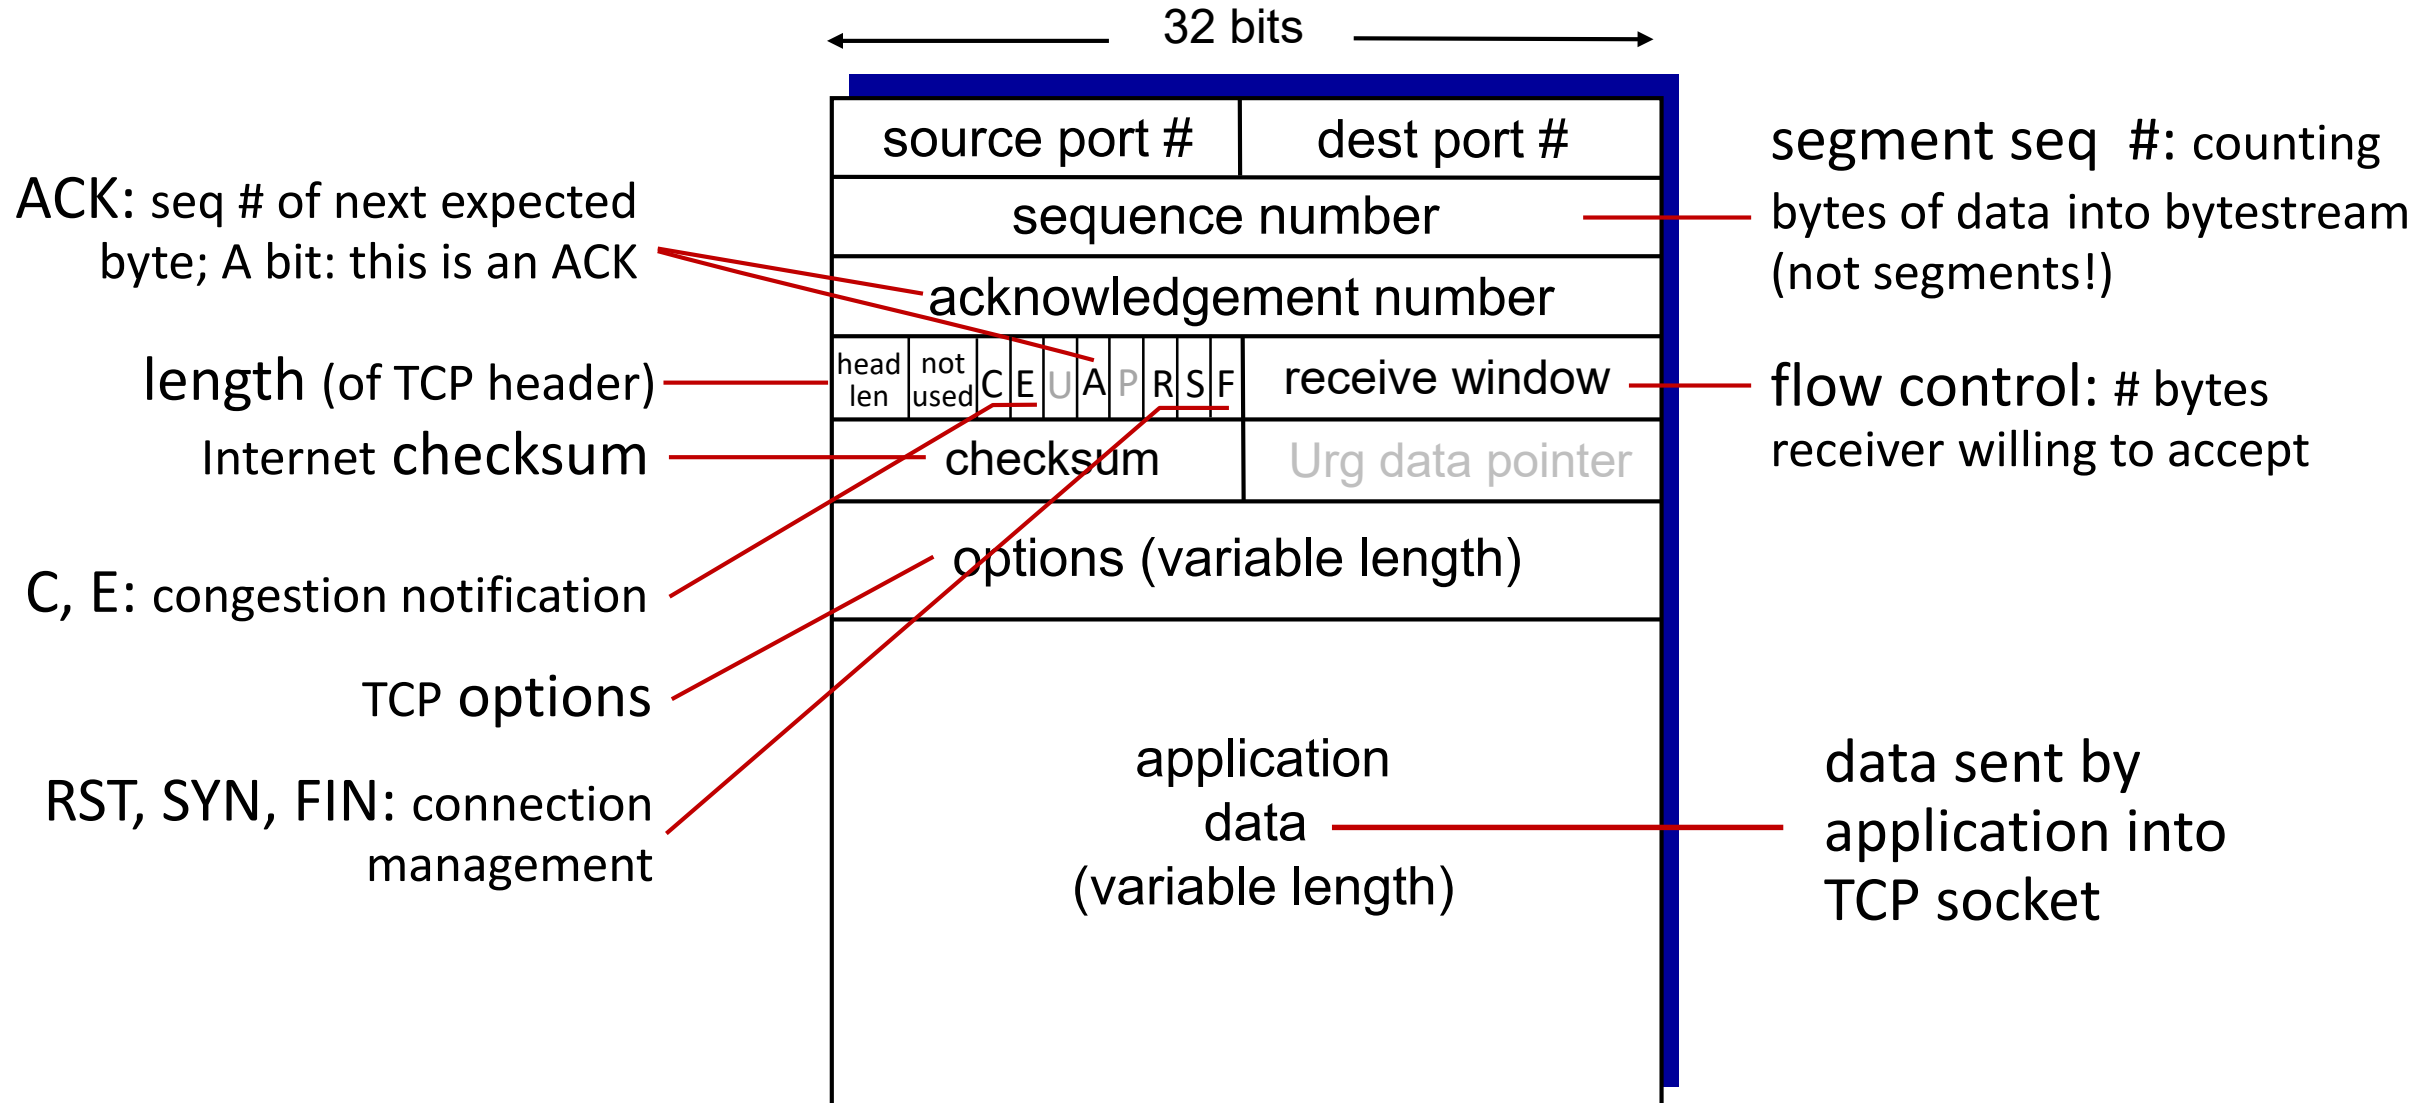 32 bits
source port #
dest port #
sequence number
acknowledgement number
head
len
not
used
C
E
U
A
P
R
S
F
receive window
checksum
Urg data pointer
options (variable length)
application
data
(variable length)
ACK: seq # of next expected
byte; A bit: this is an ACK
length (of TCP header)
Internet checksum
C, E: congestion notification
TCP options
RST, SYN, FIN: connection
management
segment seq #: counting
bytes of data into bytestream
(not segments!)
flow control: # bytes
receiver willing to accept
data sent by
application into
TCP socket